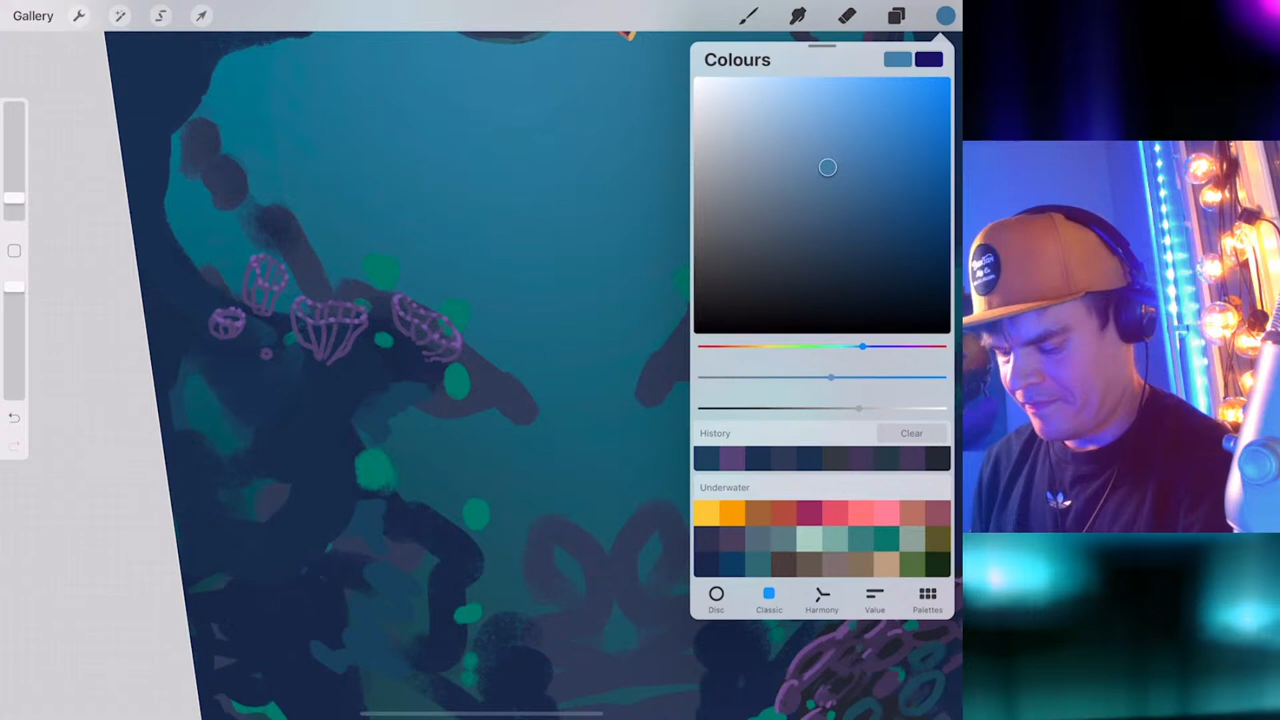 Gallery
Colours
History
Clear
Underwater
Disc
Classic
Harmony
Value
Palettes